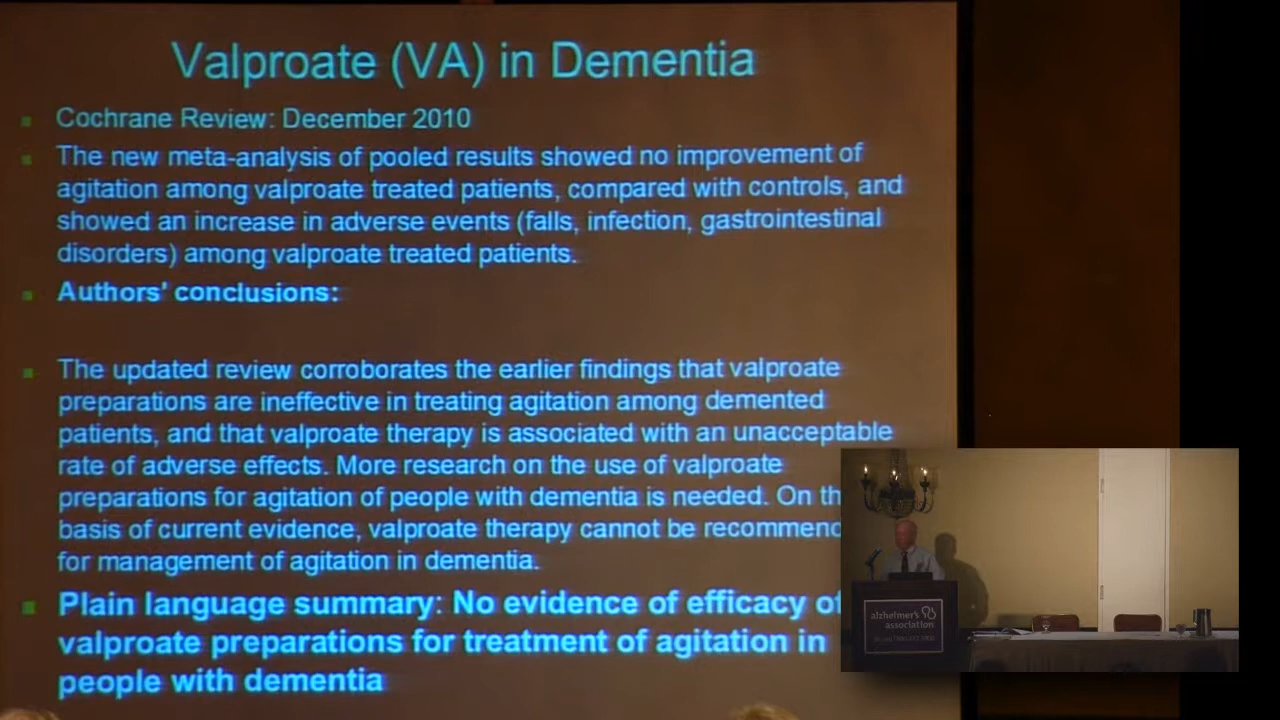 Valproate (VA) in Dementia
Cochrane Review: December 2010
The new meta-analysis of pooled results showed no improvement of
agitation among valproate treated patients, compared with controls, and
showed an increase in adverse events (falls, infection, gastrointestinal
disorders) among valproate treated patients.
Authors' conclusions:
The updated review corroborates the earlier findings that valproate
preparations are ineffective in treating agitation among demented
patients, and that valproate therapy is associated with an unacceptable
rate of adverse effects. More research on the use of valproate
preparations for agitation of people with dementia is needed. On th
basis of current evidence, valproate therapy cannot be recommend
for management of agitation in dementia.
Plain language summary: No evidence of efficacy of
valproate preparations for treatment of agitation in
people with dementia
alzheimer's
association